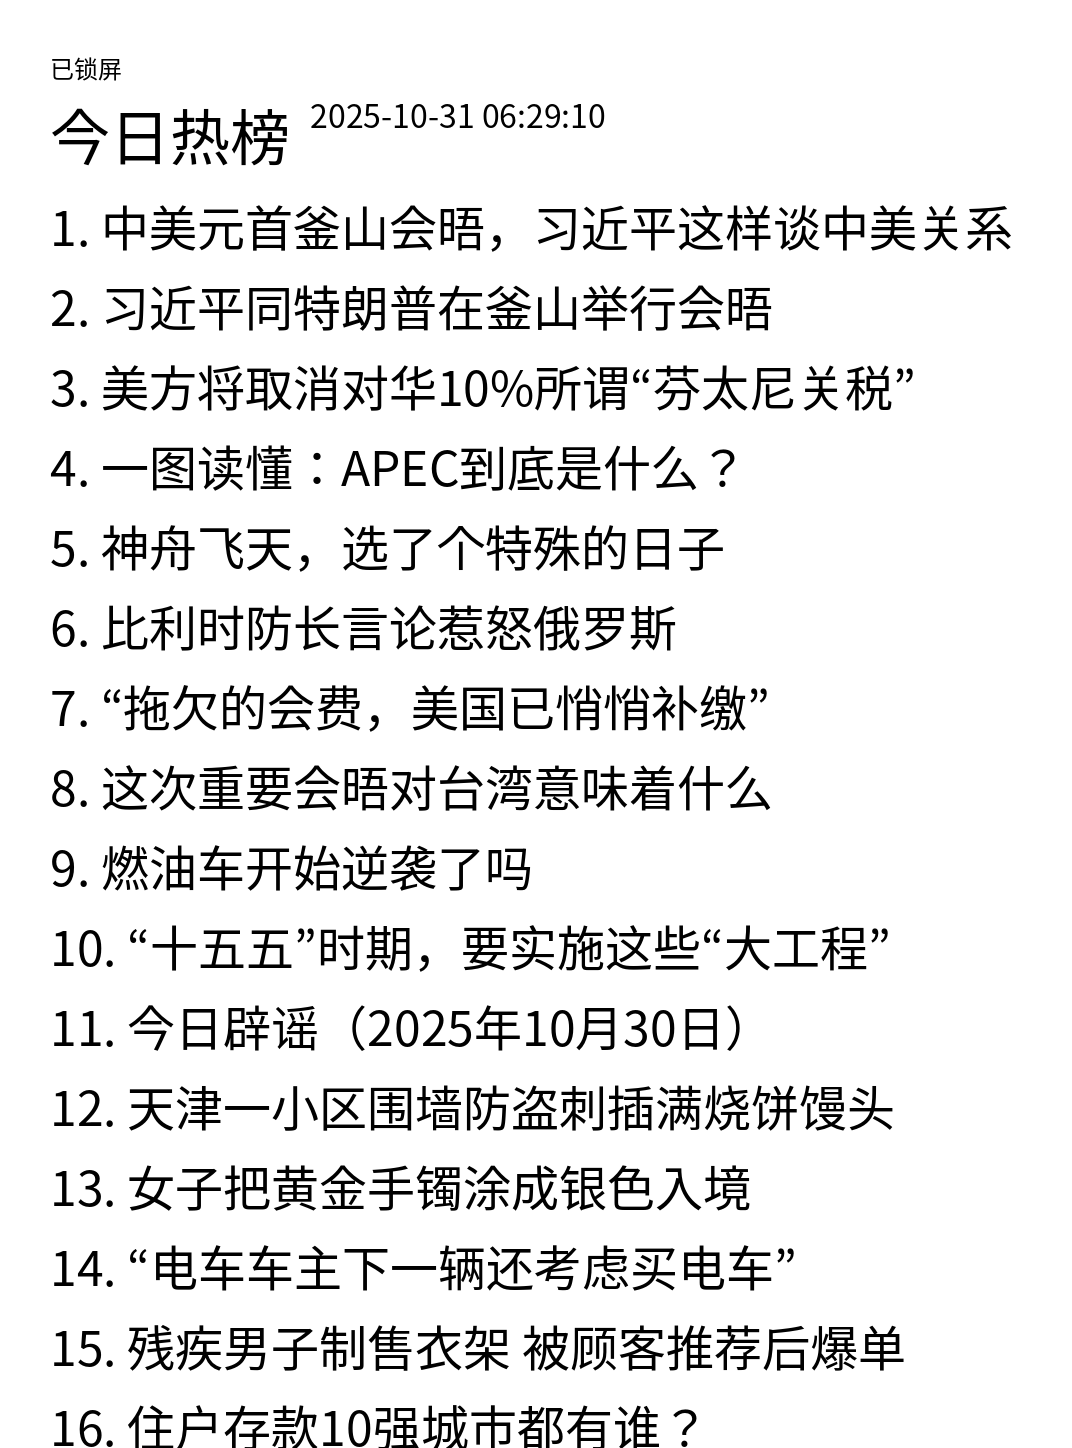 已锁屏
今日热榜 2025-10-31 06:29:10
1. 中美元首釜山会晤，习近平这样谈中美关系
2. 习近平同特朗普在釜山举行会晤
3. 美方将取消对华10%所谓“芬太尼关税”
4. 一图读懂：APEC到底是什么？
5. 神舟飞天，选了个特殊的日子
6. 比利时防长言论惹怒俄罗斯
7. “拖欠的会费，美国已悄悄补缴”
8. 这次重要会晤对台湾意味着什么
9. 燃油车开始逆袭了吗
10. “十五五”时期，要实施这些“大工程”
11. 今日辟谣（2025年10月30日）
12. 天津一小区围墙防盗刺插满烧饼馒头
13. 女子把黄金手镯涂成银色入境
14. “电车车主下一辆还考虑买电车”
15. 残疾男子制售衣架 被顾客推荐后爆单
16. 住户存款10强城市都有谁？